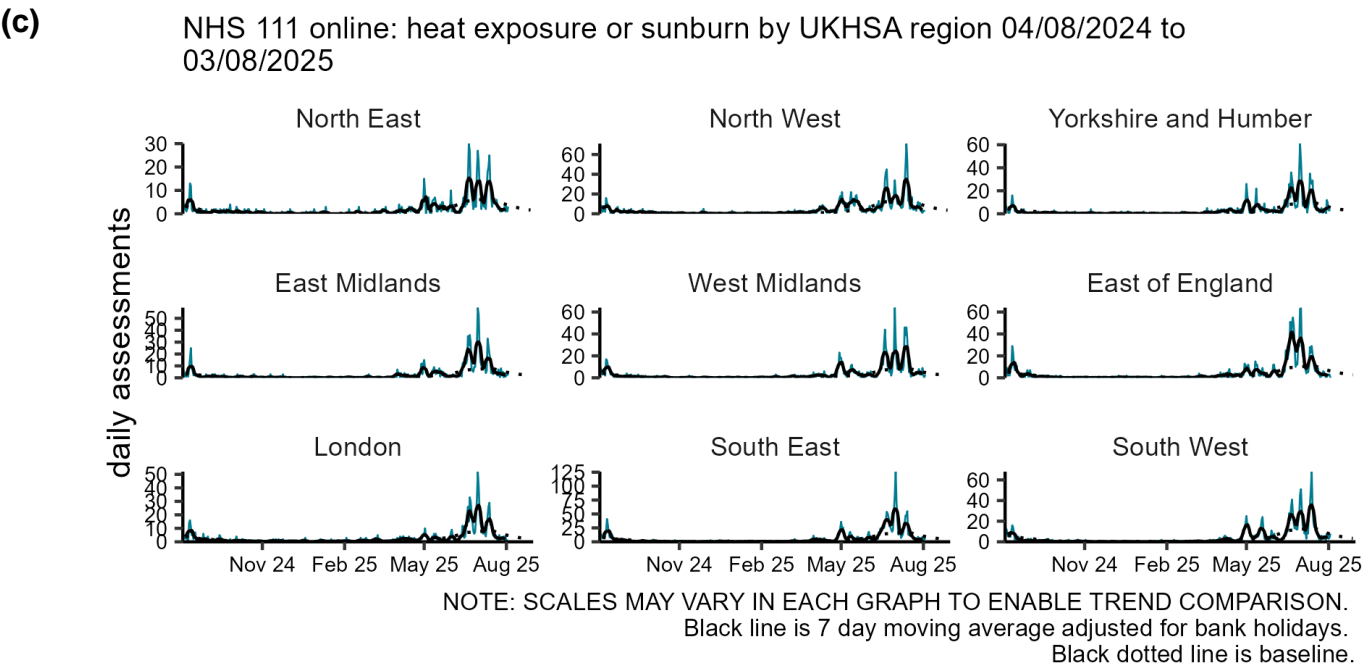 (c)
NHS 111 online: heat exposure or sunburn by UKHSA region 04/08/2024 to
03/08/2025
daily assessments
North East
30
20
10
0
North West
60
40
20
0
Yorkshire and Humber
60
40
20
0
East Midlands
50
40
30
20
10
0
West Midlands
60
40
20
0
East of England
60
40
20
0
London
50
40
30
20
10
0
Nov 24 Feb 25 May 25 Aug 25
South East
125
100
75
50
25
0
Nov 24 Feb 25 May 25 Aug 25
South West
60
40
20
0
Nov 24 Feb 25 May 25 Aug 25
NOTE: SCALES MAY VARY IN EACH GRAPH TO ENABLE TREND COMPARISON.
Black line is 7 day moving average adjusted for bank holidays.
Black dotted line is baseline.